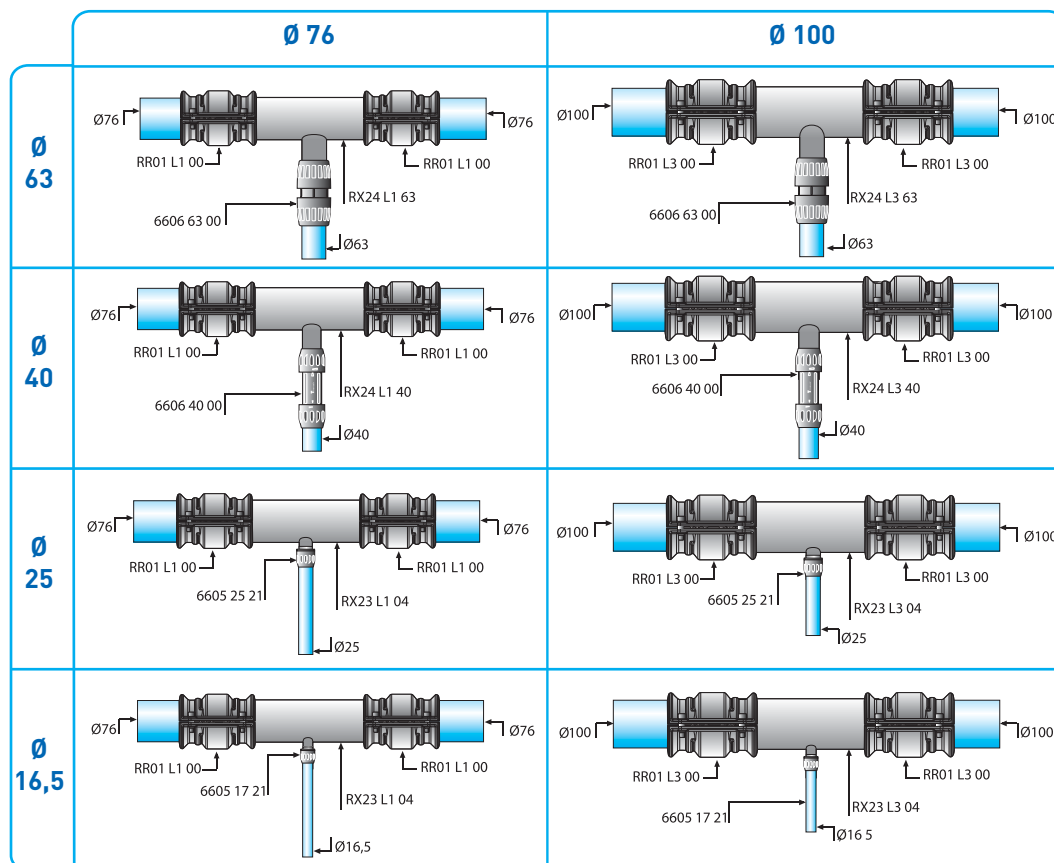 Ø 76
Ø 100
Ø
63
Ø76
Ø76
RR01 L1 00
RR01 L1 00
RX24 L1 63
6606 63 00
Ø63
Ø100
Ø100
RR01 L3 00
RR01 L3 00
RX24 L3 63
6606 63 00
Ø63
Ø
40
Ø76
Ø76
RR01 L1 00
RR01 L1 00
RX24 L1 40
6606 40 00
Ø40
Ø100
Ø100
RR01 L3 00
RR01 L3 00
RX24 L3 40
6606 40 00
Ø40
Ø
25
Ø76
Ø76
RR01 L1 00
RR01 L1 00
6605 25 21
RX23 L1 04
Ø25
Ø100
Ø100
RR01 L3 00
RR01 L3 00
6605 25 21
RX23 L3 04
Ø25
Ø
16,5
Ø76
Ø76
RR01 L1 00
RR01 L1 00
6605 17 21
RX23 L1 04
Ø16,5
Ø100
Ø100
RR01 L3 00
RR01 L3 00
6605 17 21
RX23 L3 04
Ø16 5